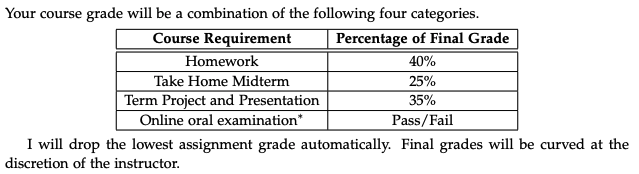 Your course grade will be a combination of the following four categories.
Course Requirement Percentage of Final Grade
Homework 40%
Take Home Midterm 25%
Term Project and Presentation 35%
Online oral examination* Pass/Fail
I will drop the lowest assignment grade automatically. Final grades will be curved at the
discretion of the instructor.